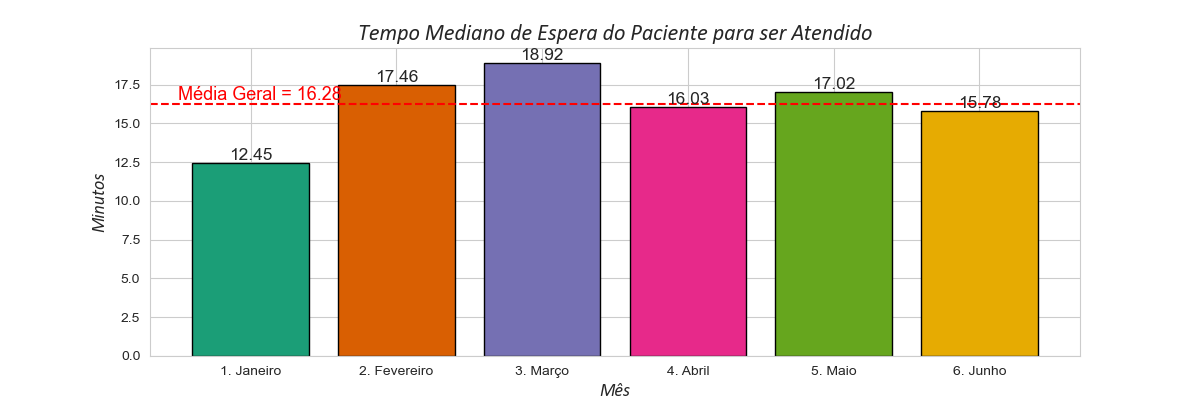 Tempo Mediano de Espera do Paciente para ser Atendido
18.92
17.46
17.02
17.5
Média Geral = 16.28
16.03
15.78
15.0
12.45
12.5
10.0
7.5
5.0
2.5
0.0
Minutos
1. Janeiro
2. Fevereiro
3. Março
4. Abril
5. Maio
6. Junho
Mês